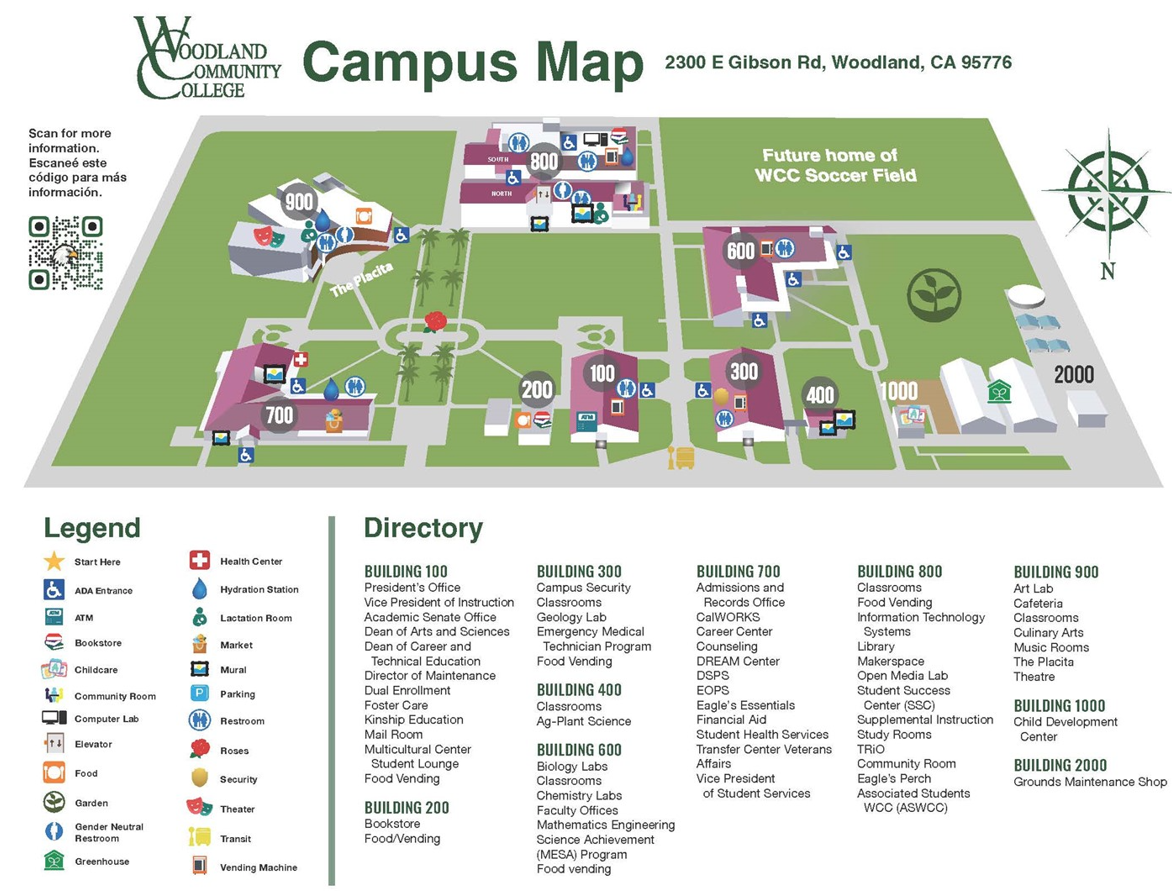 WOODLAND
COMMUNITY
COLLEGE
Campus Map
2300 E Gibson Rd, Woodland, CA 95776
Scan for more
information.
Escaneé este
código para más
información.
SOUTH
800
NORTH
Future home of
WCC Soccer Field
900
The Placita
600
N
700
200
100
ATM
300
400
1000
2000
Legend
Start Here
ADA Entrance
ATM
ATM
Bookstore
Childcare
Community Room
Computer Lab
Elevator
Food
Garden
Gender Neutral
Restroom
Greenhouse
Health Center
Hydration Station
Lactation Room
Market
Mural
P
Parking
Restroom
Roses
Security
Theater
Transit
Vending Machine
Directory
BUILDING 100
President's Office
Vice President of Instruction
Academic Senate Office
Dean of Arts and Sciences
Dean of Career and
Technical Education
Director of Maintenance
Dual Enrollment
Foster Care
Kinship Education
Mail Room
Multicultural Center
Student Lounge
Food Vending
BUILDING 200
Bookstore
Food/Vending
BUILDING 300
Campus Security
Classrooms
Geology Lab
Emergency Medical
Technician Program
Food Vending
BUILDING 400
Classrooms
Ag-Plant Science
BUILDING 600
Biology Labs
Classrooms
Chemistry Labs
Faculty Offices
Mathematics Engineering
Science Achievement
(MESA) Program
Food vending
BUILDING 700
Admissions and
Records Office
CalWORKS
Career Center
Counseling
DREAM Center
DSPS
EOPS
Eagle's Essentials
Financial Aid
Student Health Services
Transfer Center Veterans
Affairs
Vice President
of Student Services
BUILDING 800
Classrooms
Food Vending
Information Technology
Systems
Library
Makerspace
Open Media Lab
Student Success
Center (SSC)
Supplemental Instruction
Study Rooms
TRiO
Community Room
Eagle's Perch
Associated Students
WCC (ASWCC)
BUILDING 900
Art Lab
Cafeteria
Classrooms
Culinary Arts
Music Rooms
The Placita
Theatre
BUILDING 1000
Child Development
Center
BUILDING 2000
Grounds Maintenance Shop